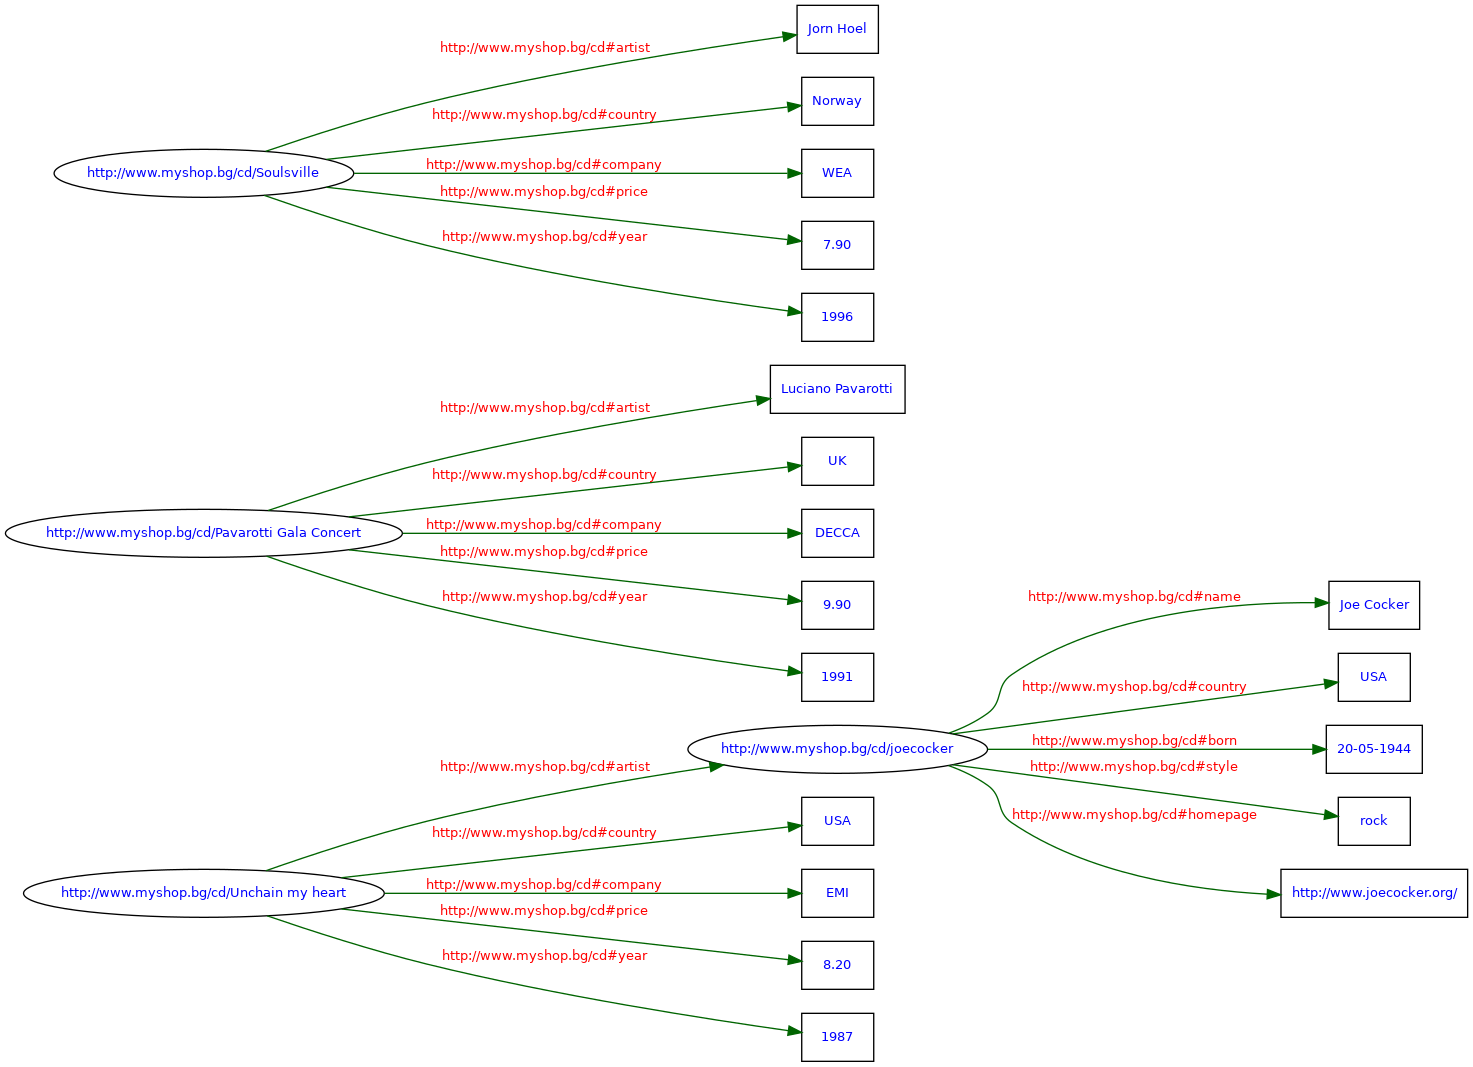 Jorn Hoel
http://www.myshop.bg/cd#artist
Norway
http://www.myshop.bg/cd#country
http://www.myshop.bg/cd#company
http://www.myshop.bg/cd/Soulsville
WEA
http://www.myshop.bg/cd#price
http://www.myshop.bg/cd#year
7.90
1996
Luciano Pavarotti
http://www.myshop.bg/cd#artist
UK
http://www.myshop.bg/cd#country
http://www.myshop.bg/cd#company
http://www.myshop.bg/cd/Pavarotti Gala Concert
DECCA
http://www.myshop.bg/cd#price
http://www.myshop.bg/cd#year
9.90
1991
http://www.myshop.bg/cd#name
Joe Cocker
http://www.myshop.bg/cd#country
USA
http://www.myshop.bg/cd#born
http://www.myshop.bg/cd/joecocker
20-05-1944
http://www.myshop.bg/cd#style
http://www.myshop.bg/cd#homepage
rock
http://www.joecocker.org/
http://www.myshop.bg/cd#artist
USA
http://www.myshop.bg/cd#country
http://www.myshop.bg/cd#company
http://www.myshop.bg/cd/Unchain my heart
EMI
http://www.myshop.bg/cd#price
http://www.myshop.bg/cd#year
8.20
1987